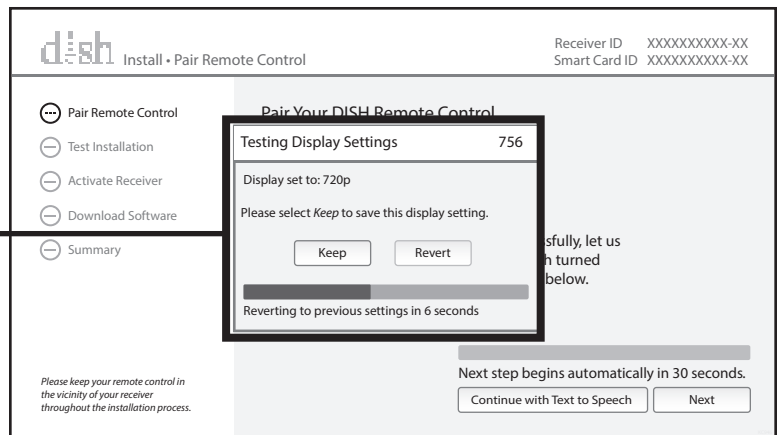 dish Install • Pair Remote Control
Receiver ID XXXXXXXXXX-XX
Smart Card ID XXXXXXXXXX-XX
Pair Remote Control
Test Installation
Activate Receiver
Download Software
Summary
Please keep your remote control in
the vicinity of your receiver
throughout the installation process.
Pair Your DISH Remote Control
Testing Display Settings 756
Display set to: 720p
Please select Keep to save this display setting.
Keep Revert
Reverting to previous settings in 6 seconds
let us
turned
below.
Next step begins automatically in 30 seconds.
Continue with Text to Speech Next